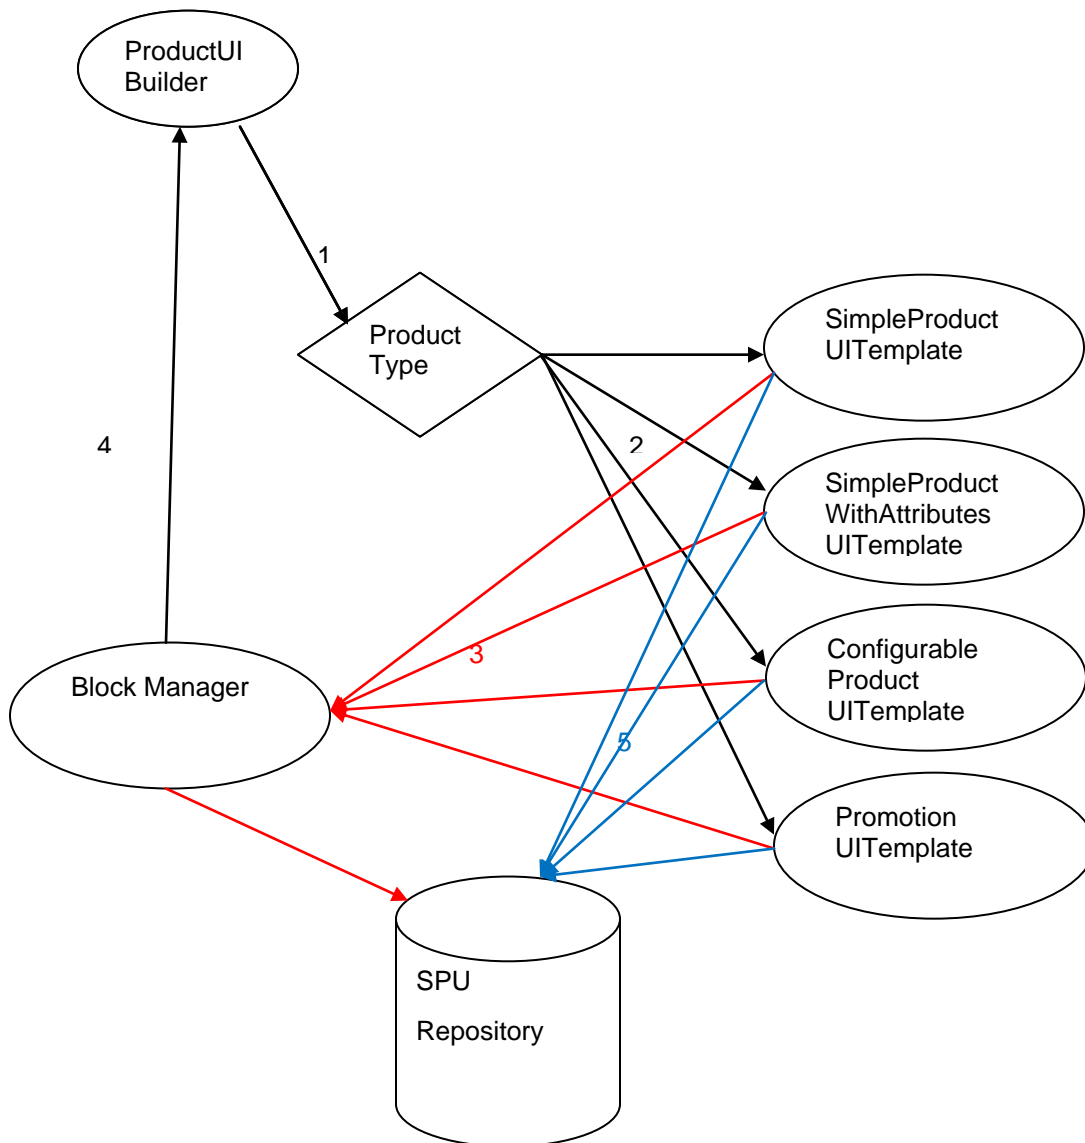 ProductUI
Builder
1
Product
Type
SimpleProduct
UITemplate
2
4
SimpleProduct
WithAttributes
UITemplate
3
Block Manager
Configurable
Product
UITemplate
5
Promotion
UITemplate
SPU
Repository